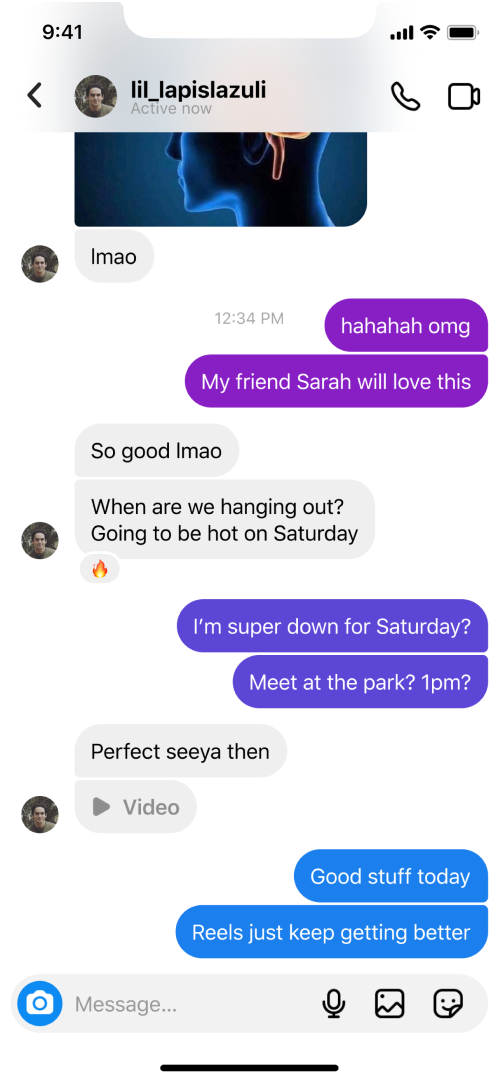 9:41
lil_lapislazuli
Active now
lmao
12:34 PM
hahahah omg
My friend Sarah will love this
So good lmao
When are we hanging out?
Going to be hot on Saturday
🔥
I’m super down for Saturday?
Meet at the park? 1pm?
Perfect seeya then
Video
Good stuff today
Reels just keep getting better
Message...